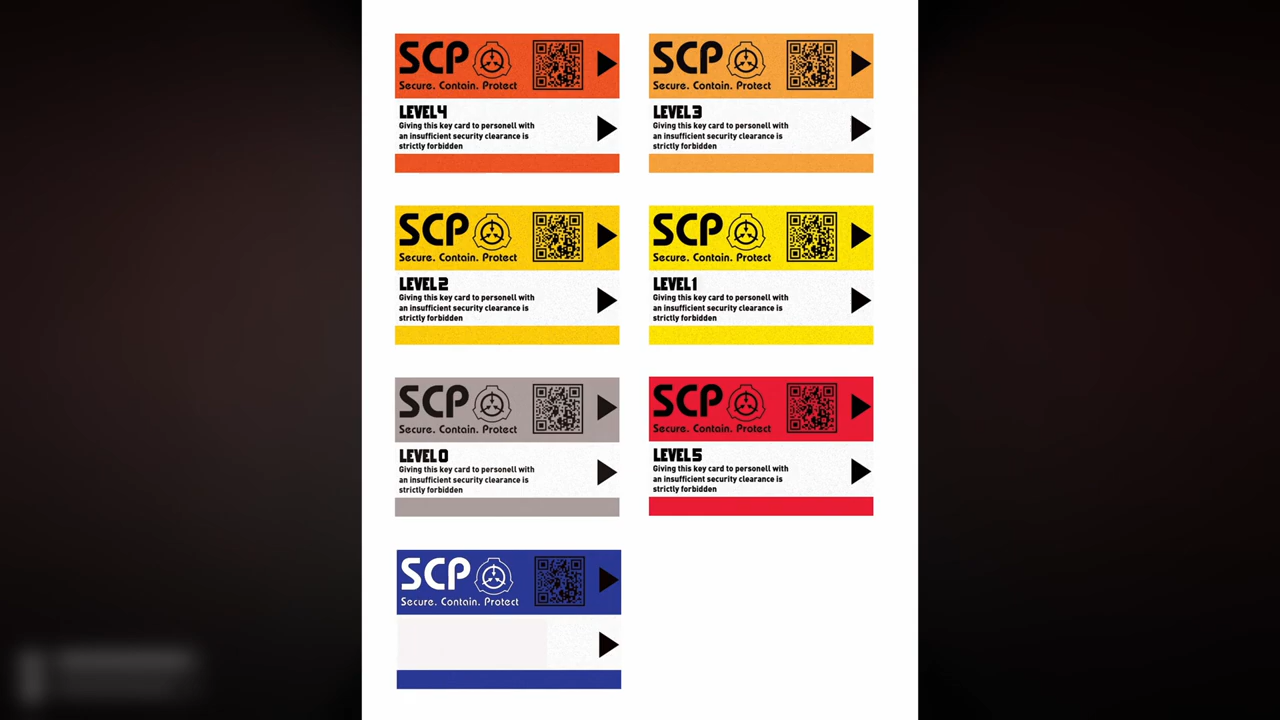 SCP
Secure. Contain. Protect
LEVEL4
Giving this key card to personell with
an insufficient security clearance is
strictly forbidden
SCP
Secure. Contain. Protect
LEVEL3
Giving this key card to personell with
an insufficient security clearance is
strictly forbidden
SCP
Secure. Contain. Protect
LEVEL2
Giving this key card to personell with
an insufficient security clearance is
strictly forbidden
SCP
Secure. Contain. Protect
LEVEL1
Giving this key card to personell with
an insufficient security clearance is
strictly forbidden
SCP
Secure. Contain. Protect
LEVEL0
Giving this key card to personell with
an insufficient security clearance is
strictly forbidden
SCP
Secure. Contain. Protect
LEVEL5
Giving this key card to personell with
an insufficient security clearance is
strictly forbidden
SCP
Secure. Contain. Protect